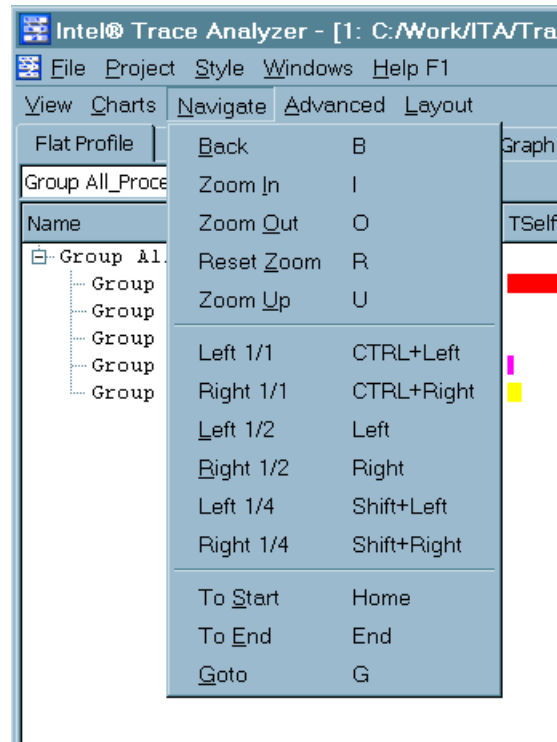 Intel® Trace Analyzer - [1: C:/Work/ITA/Tra
File Project Style Windows Help F1
View Charts Navigate Advanced Layout
Flat Profile Graph
Group All_Proce
Name TSelf
Back B
Zoom In I
Zoom Out O
Reset Zoom R
Zoom Up U
Left 1/1 CTRL+Left
Right 1/1 CTRL+Right
Left 1/2 Left
Right 1/2 Right
Left 1/4 Shift+Left
Right 1/4 Shift+Right
To Start Home
To End End
Goto G
Group Al
Group
Group
Group
Group
Group